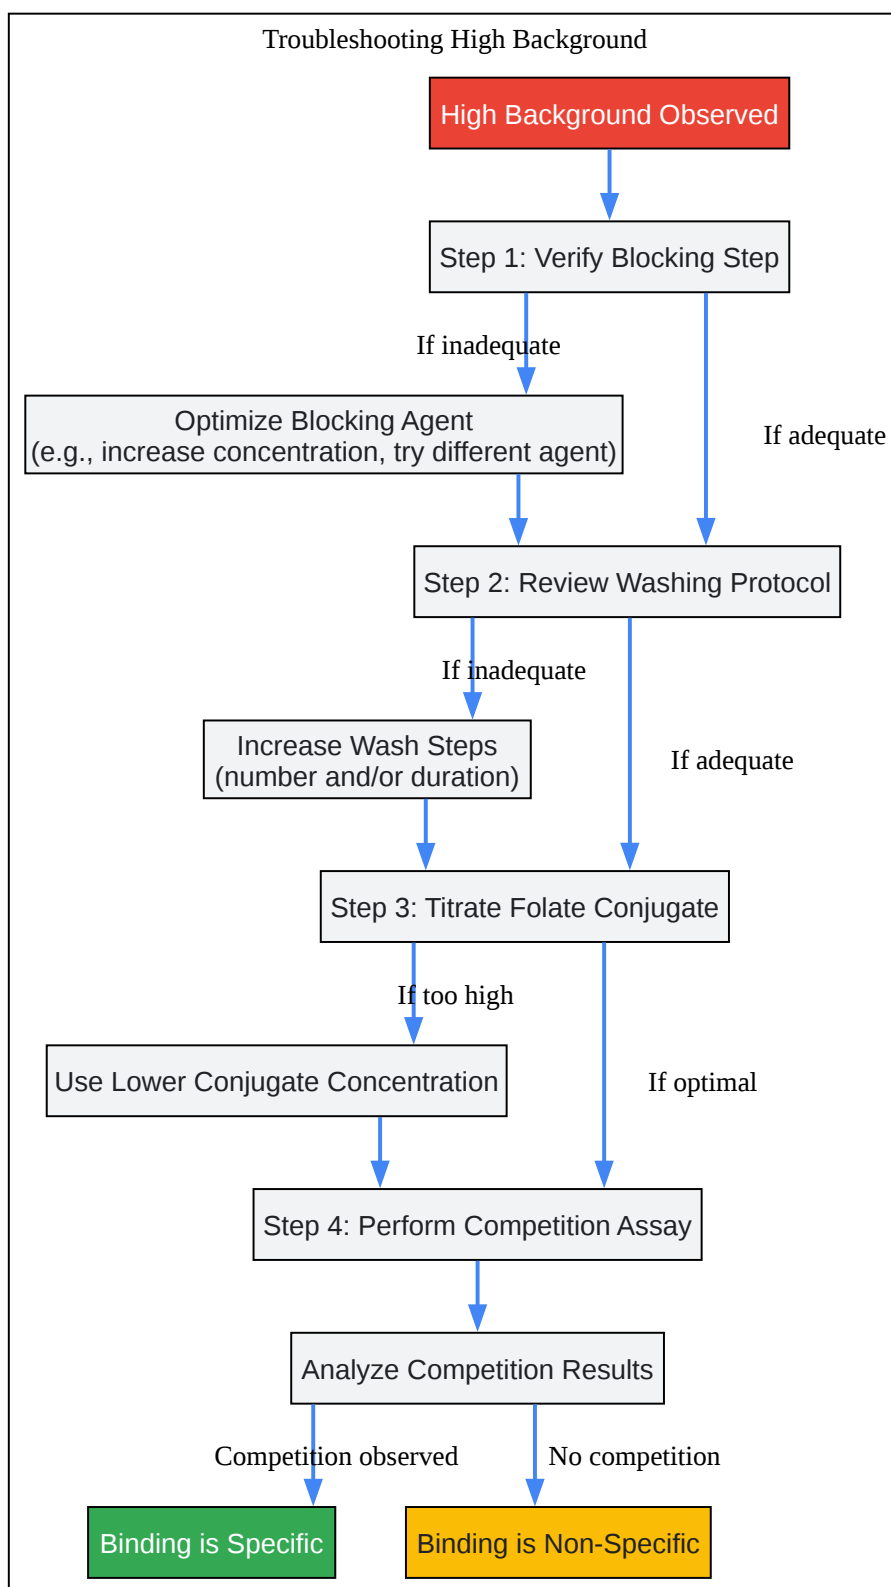 Troubleshooting High Background
High Background Observed
Step 1: Verify Blocking Step
If inadequate
Optimize Blocking Agent
(e.g., increase concentration, try different agent)
If adequate
Step 2: Review Washing Protocol
If inadequate
Increase Wash Steps
(number and/or duration)
If adequate
Step 3: Titrate Folate Conjugate
If too high
Use Lower Conjugate Concentration
If optimal
Step 4: Perform Competition Assay
Analyze Competition Results
Competition observed
No competition
Binding is Specific
Binding is Non-Specific